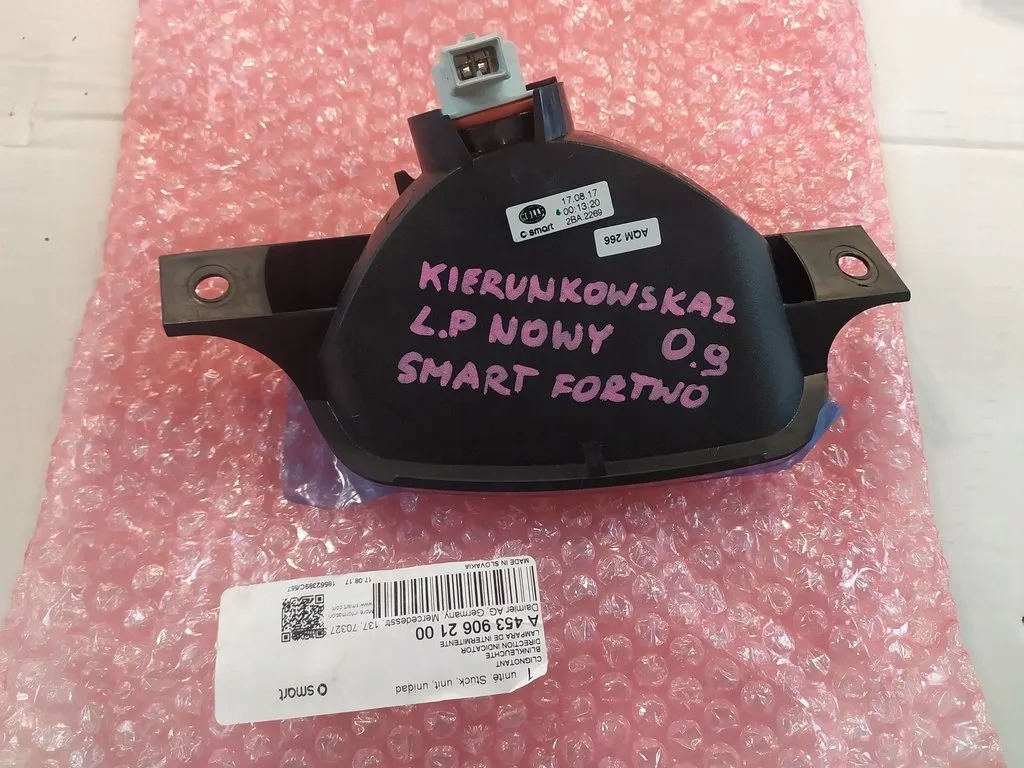 HELLA
17.08.17
00:13:20
smart
2BA.2269
AQM 266
KIERUNKOWSKAZ
L.P NOWY 0.9
SMART FORTWO
smart
1 unité, Stuck, unit, unidad
CLIGNOTANT
BLINKLEUCHTE
DIRECTION INDICATOR
LAMPARA DE INTERMITENTE
A 453 906 21 00
Daimler AG, Germany Mercedesstr. 137, 70327
MADE IN SLOVAKIA
17.08.17